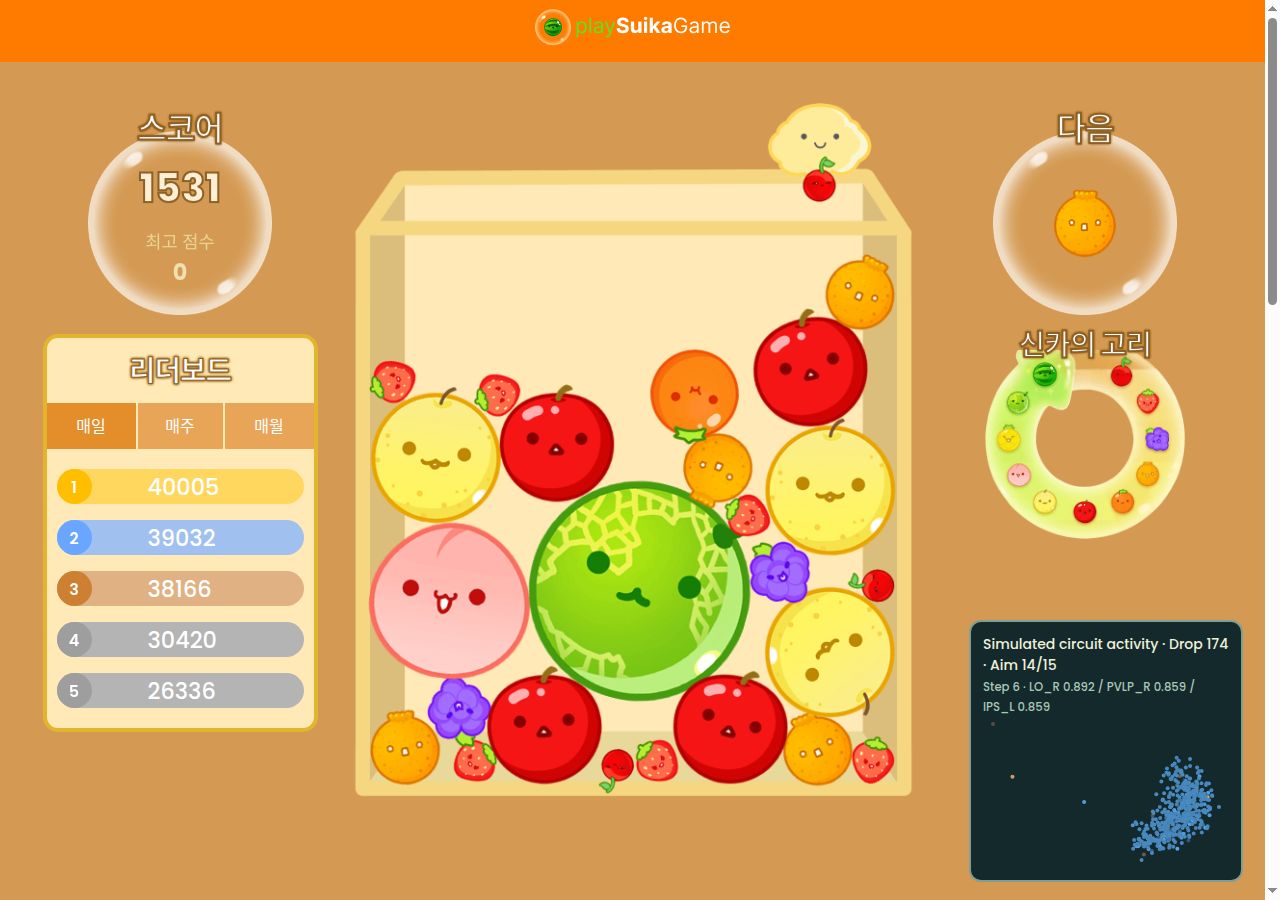 playSuikaGame
스코어
1531
최고 점수
0
다음
리더보드
매일 매주 매월
1 40005
2 39032
3 38166
4 30420
5 26336
신카의 고리
Simulated circuit activity · Drop 174
· Aim 14/15
Step 6 · LO_R 0.892 / PVLP_R 0.859 /
IPS_L 0.859